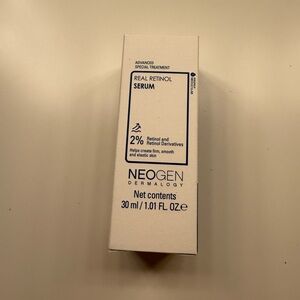 ADVANCED
SPECIAL TREATMENT
REAL RETINOL
SERUM
2% Retinol and
Retinol Derivatives
Helps create firm, smooth
and elastic skin
NEOGEN
DERMALOGY
Net contents
30 ml / 1.01 FL. OZ.e